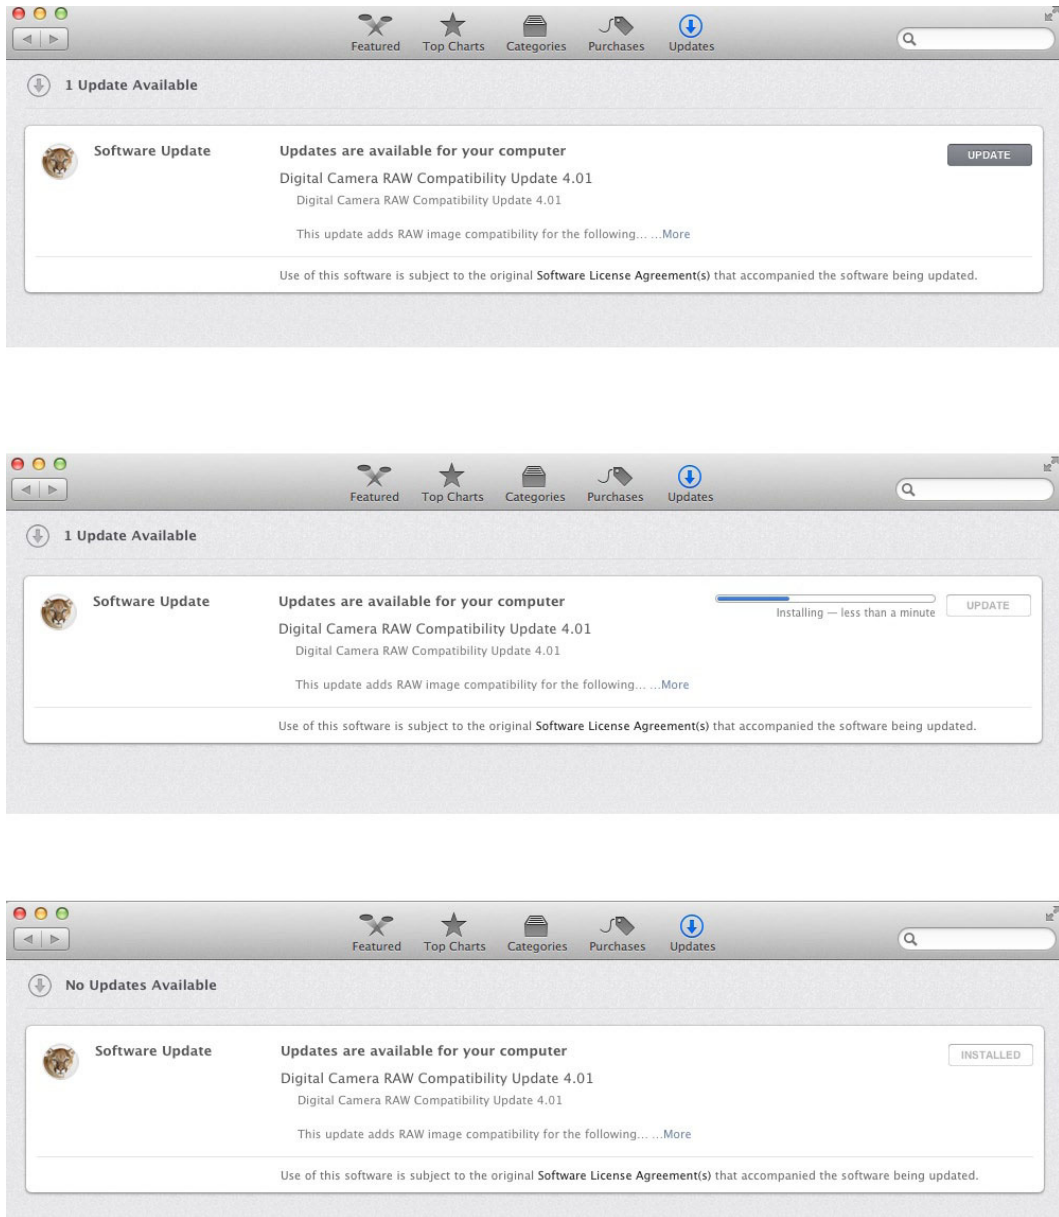 Featured Top Charts Categories Purchases Updates
1 Update Available
Software Update Updates are available for your computer UPDATE
Digital Camera RAW Compatibility Update 4.01
Digital Camera RAW Compatibility Update 4.01
This update adds RAW image compatibility for the following... ...More
Use of this software is subject to the original Software License Agreement(s) that accompanied the software being updated.
Featured Top Charts Categories Purchases Updates
1 Update Available
Software Update Updates are available for your computer UPDATE
Installing — less than a minute
Digital Camera RAW Compatibility Update 4.01
Digital Camera RAW Compatibility Update 4.01
This update adds RAW image compatibility for the following... ...More
Use of this software is subject to the original Software License Agreement(s) that accompanied the software being updated.
Featured Top Charts Categories Purchases Updates
No Updates Available
Software Update Updates are available for your computer INSTALLED
Digital Camera RAW Compatibility Update 4.01
Digital Camera RAW Compatibility Update 4.01
This update adds RAW image compatibility for the following... ...More
Use of this software is subject to the original Software License Agreement(s) that accompanied the software being updated.